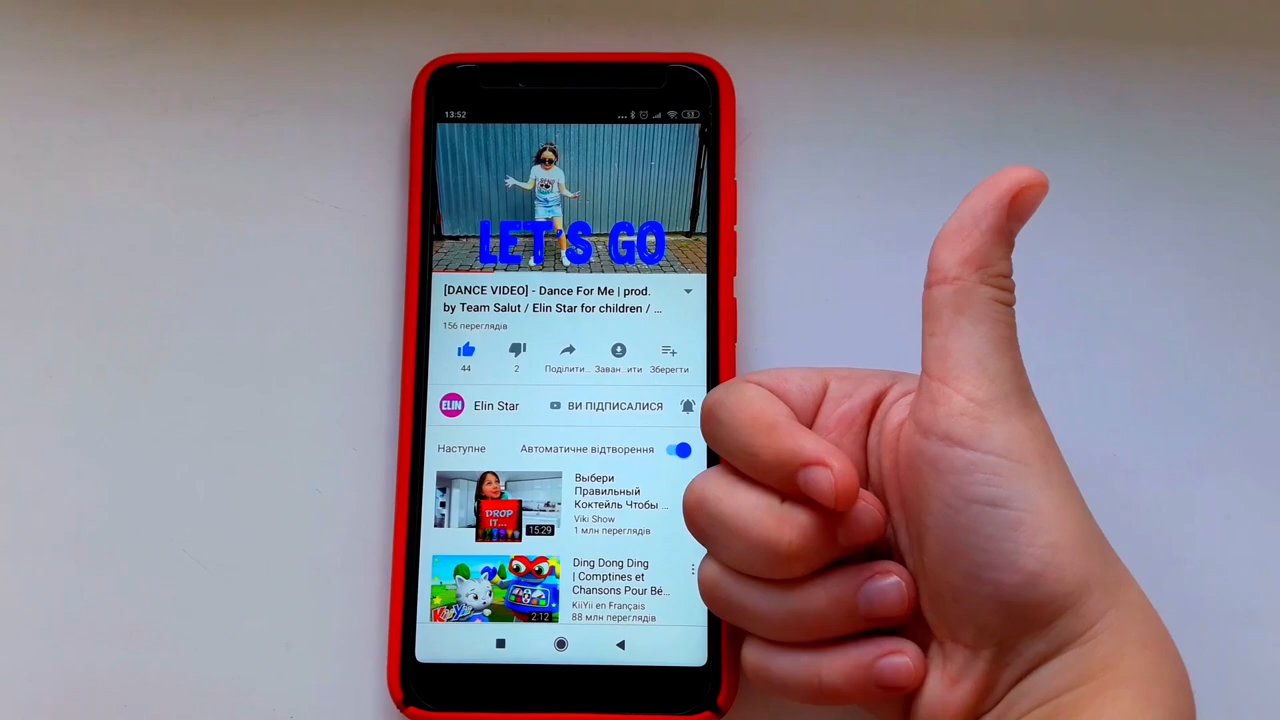 13:52
53
LET'S GO
[DANCE VIDEO] - Dance For Me | prod.
by Team Salut / Elin Star for children / ...
156 переглядів
44
2
Поділити...
Заван...ити
Зберегти
ELIN
Elin Star
ВИ ПІДПИСАЛИСЯ
Наступне
Автоматичне відтворення
DROP
IT...
15:29
Выбери
Правильный
Коктейль Чтобы ...
Viki Show
1 млн переглядів
KiiYii
2:12
Ding Dong Ding
| Comptines et
Chansons Pour Bé...
KiiYii en Français
88 млн переглядів